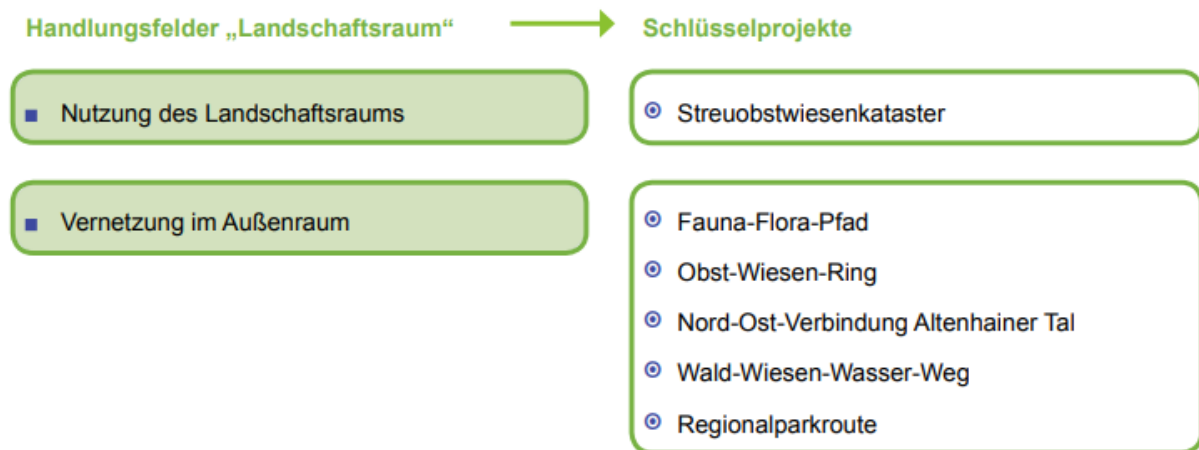 Handlungsfelder „Landschaftsraum“
Schlüsselprojekte
Nutzung des Landschaftsraums
Streuobstwiesenkataster
Vernetzung im Außenraum
Fauna-Flora-Pfad
Obst-Wiesen-Ring
Nord-Ost-Verbindung Altenhainer Tal
Wald-Wiesen-Wasser-Weg
Regionalparkroute